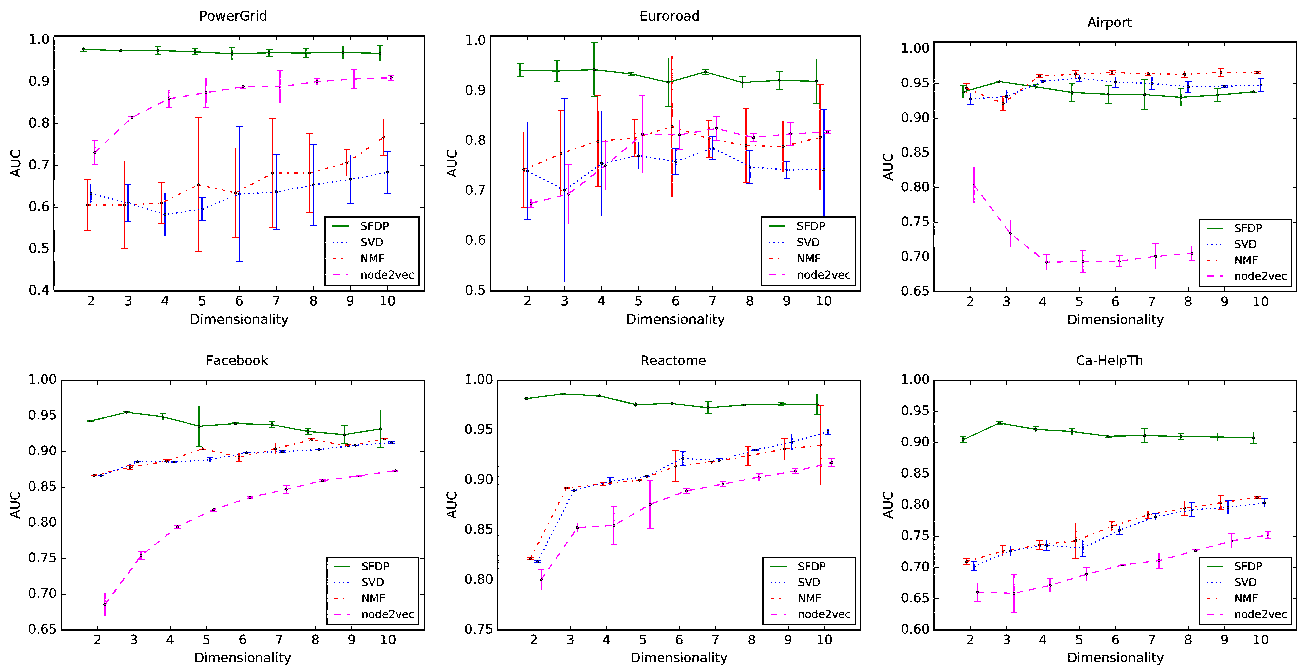 PowerGrid
1.0
0.9
0.8
0.7
0.6
0.5
0.4
AUC
2 3 4 5 6 7 8 9 10
Dimensionality
SFDP
SVD
NMF
node2vec
Euroroad
1.0
0.9
0.8
0.7
0.6
0.5
AUC
2 3 4 5 6 7 8 9 10
Dimensionality
SFDP
SVD
NMF
node2vec
Airport
1.00
0.95
0.90
0.85
0.80
0.75
0.70
0.65
AUC
2 3 4 5 6 7 8 9 10
Dimensionality
SFDP
SVD
NMF
node2vec
Facebook
1.00
0.95
0.90
0.85
0.80
0.75
0.70
0.65
AUC
2 3 4 5 6 7 8 9 10
Dimensionality
SFDP
SVD
NMF
node2vec
Reactome
1.00
0.95
0.90
0.85
0.80
0.75
AUC
2 3 4 5 6 7 8 9 10
Dimensionality
SFDP
SVD
NMF
node2vec
Ca-HelpTh
1.00
0.95
0.90
0.85
0.80
0.75
0.70
0.65
0.60
AUC
2 3 4 5 6 7 8 9 10
Dimensionality
SFDP
SVD
NMF
node2vec